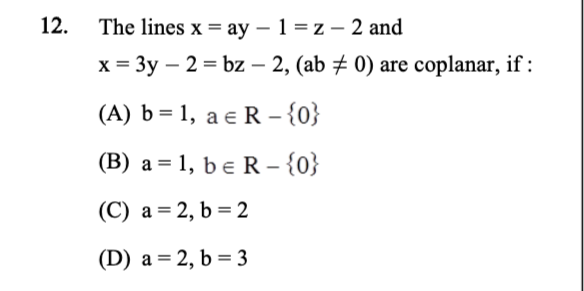 12. The lines x = ay – 1 = z – 2 and
x = 3y – 2 = bz – 2, (ab ≠ 0) are coplanar, if :
(A) b = 1, a ∈ R – {0}
(B) a = 1, b ∈ R – {0}
(C) a = 2, b = 2
(D) a = 2, b = 3